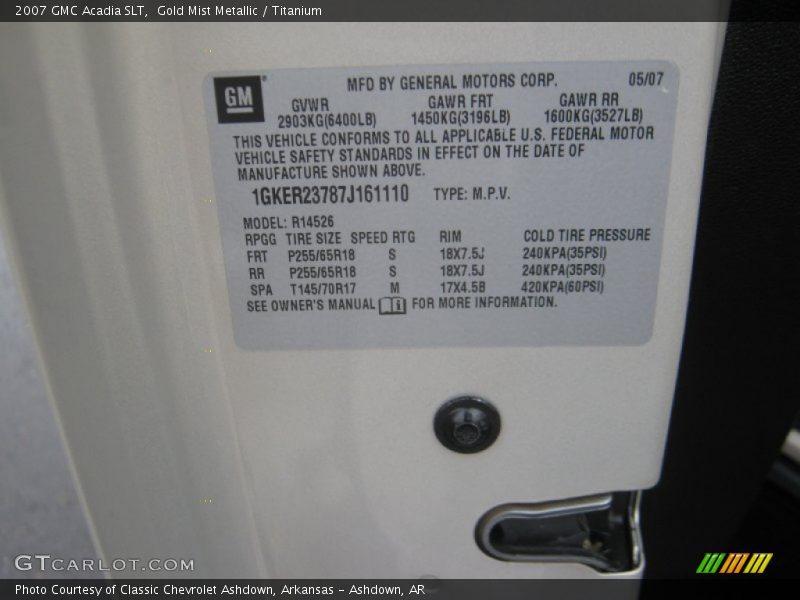 2007 GMC Acadia SLT,  Gold Mist Metallic / Titanium
GM
MFD BY GENERAL MOTORS CORP. 05/07
GVWR GAWR FRT GAWR RR
2903KG(6400LB) 1450KG(3196LB) 1600KG(3527LB)
THIS VEHICLE CONFORMS TO ALL APPLICABLE U.S. FEDERAL MOTOR
VEHICLE SAFETY STANDARDS IN EFFECT ON THE DATE OF
MANUFACTURE SHOWN ABOVE.
1GKER23787J161110 TYPE: M.P.V.
MODEL: R14526
RPGG TIRE SIZE SPEED RTG RIM COLD TIRE PRESSURE
FRT P255/65R18 S 18X7.5J 240KPA(35PSI)
RR P255/65R18 S 18X7.5J 240KPA(35PSI)
SPA T145/70R17 M 17X4.5B 420KPA(60PSI)
SEE OWNER'S MANUAL FOR MORE INFORMATION.
GTCARLOT.COM
Photo Courtesy of Classic Chevrolet Ashdown, Arkansas - Ashdown, AR